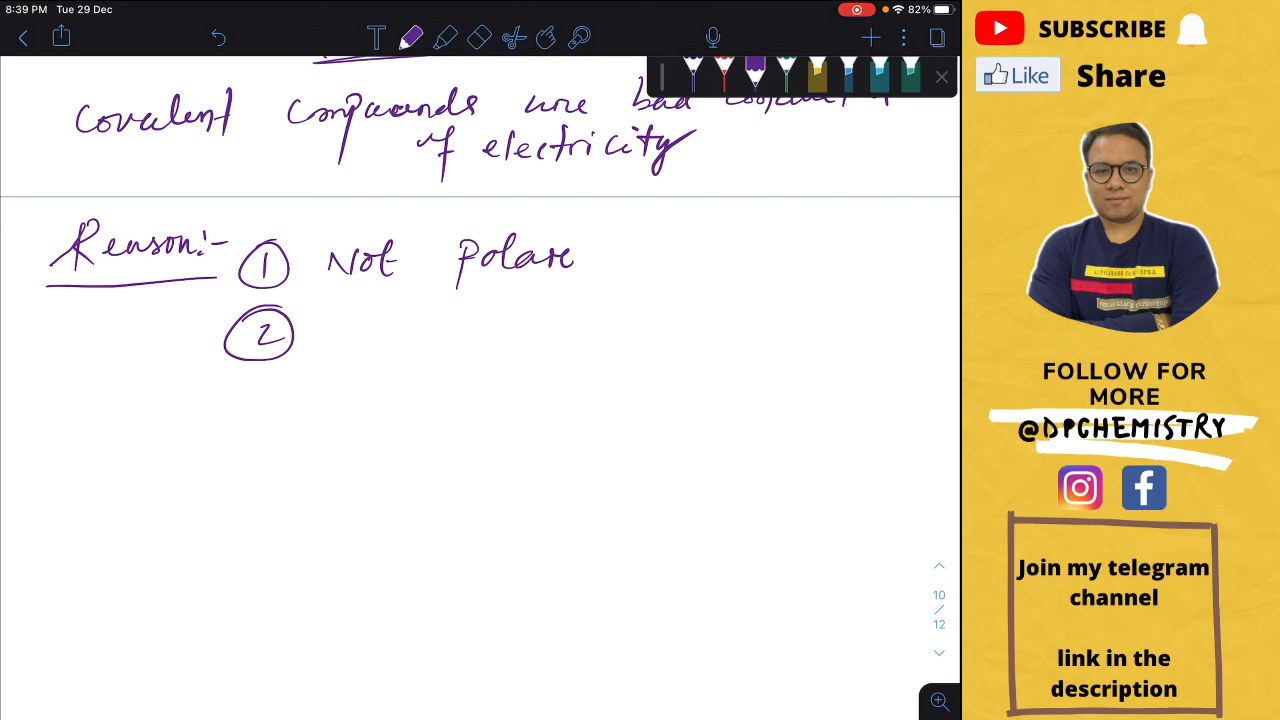 8:39 PM Tue 29 Dec
82%
Covalent Compounds are bad
of electricity
Reason:-
① Not Polare
②
10
/
12
SUBSCRIBE
Like
Share
FOLLOW FOR
MORE
@DPCHEMISTRY
Join my telegram
channel
link in the
description